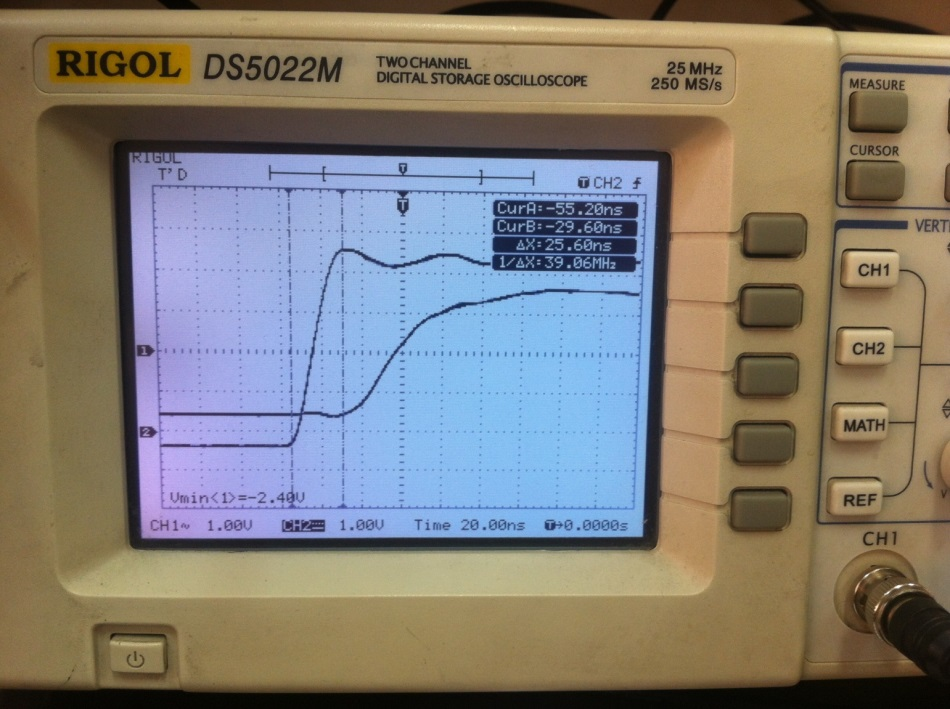 RIGOL DS5022M TWO CHANNEL DIGITAL STORAGE OSCILLOSCOPE 25 MHz 250 MS/s
MEASURE
CURSOR
RIGOL
T'D
T
T CH2
T
CurA=-55.20ns
CurB=-29.60ns
ΔX=25.60ns
1/ΔX=39.06MHz
1
2
Vmin<1>=-2.40V
CH1~ 1.00V CH2 1.00V Time 20.00ns T→0.0000s
CH1
CH2
MATH
REF
CH1